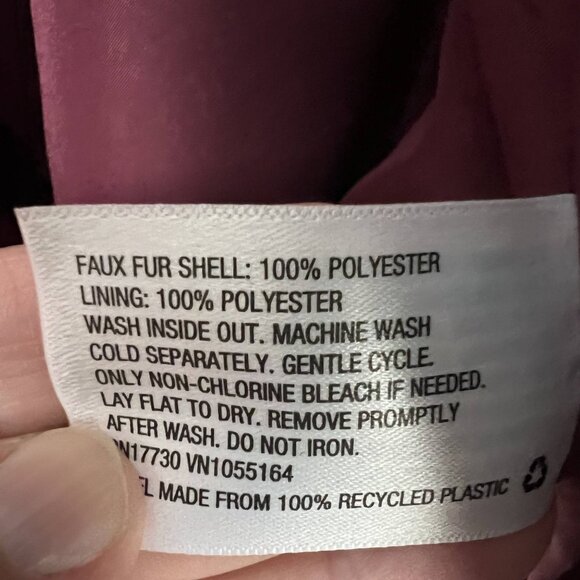 FAUX FUR SHELL: 100% POLYESTER
LINING: 100% POLYESTER
WASH INSIDE OUT. MACHINE WASH
COLD SEPARATELY. GENTLE CYCLE.
ONLY NON-CHLORINE BLEACH IF NEEDED.
LAY FLAT TO DRY. REMOVE PROMPTLY
AFTER WASH. DO NOT IRON.
N17730 VN1055164
MADE FROM 100% RECYCLED PLASTIC